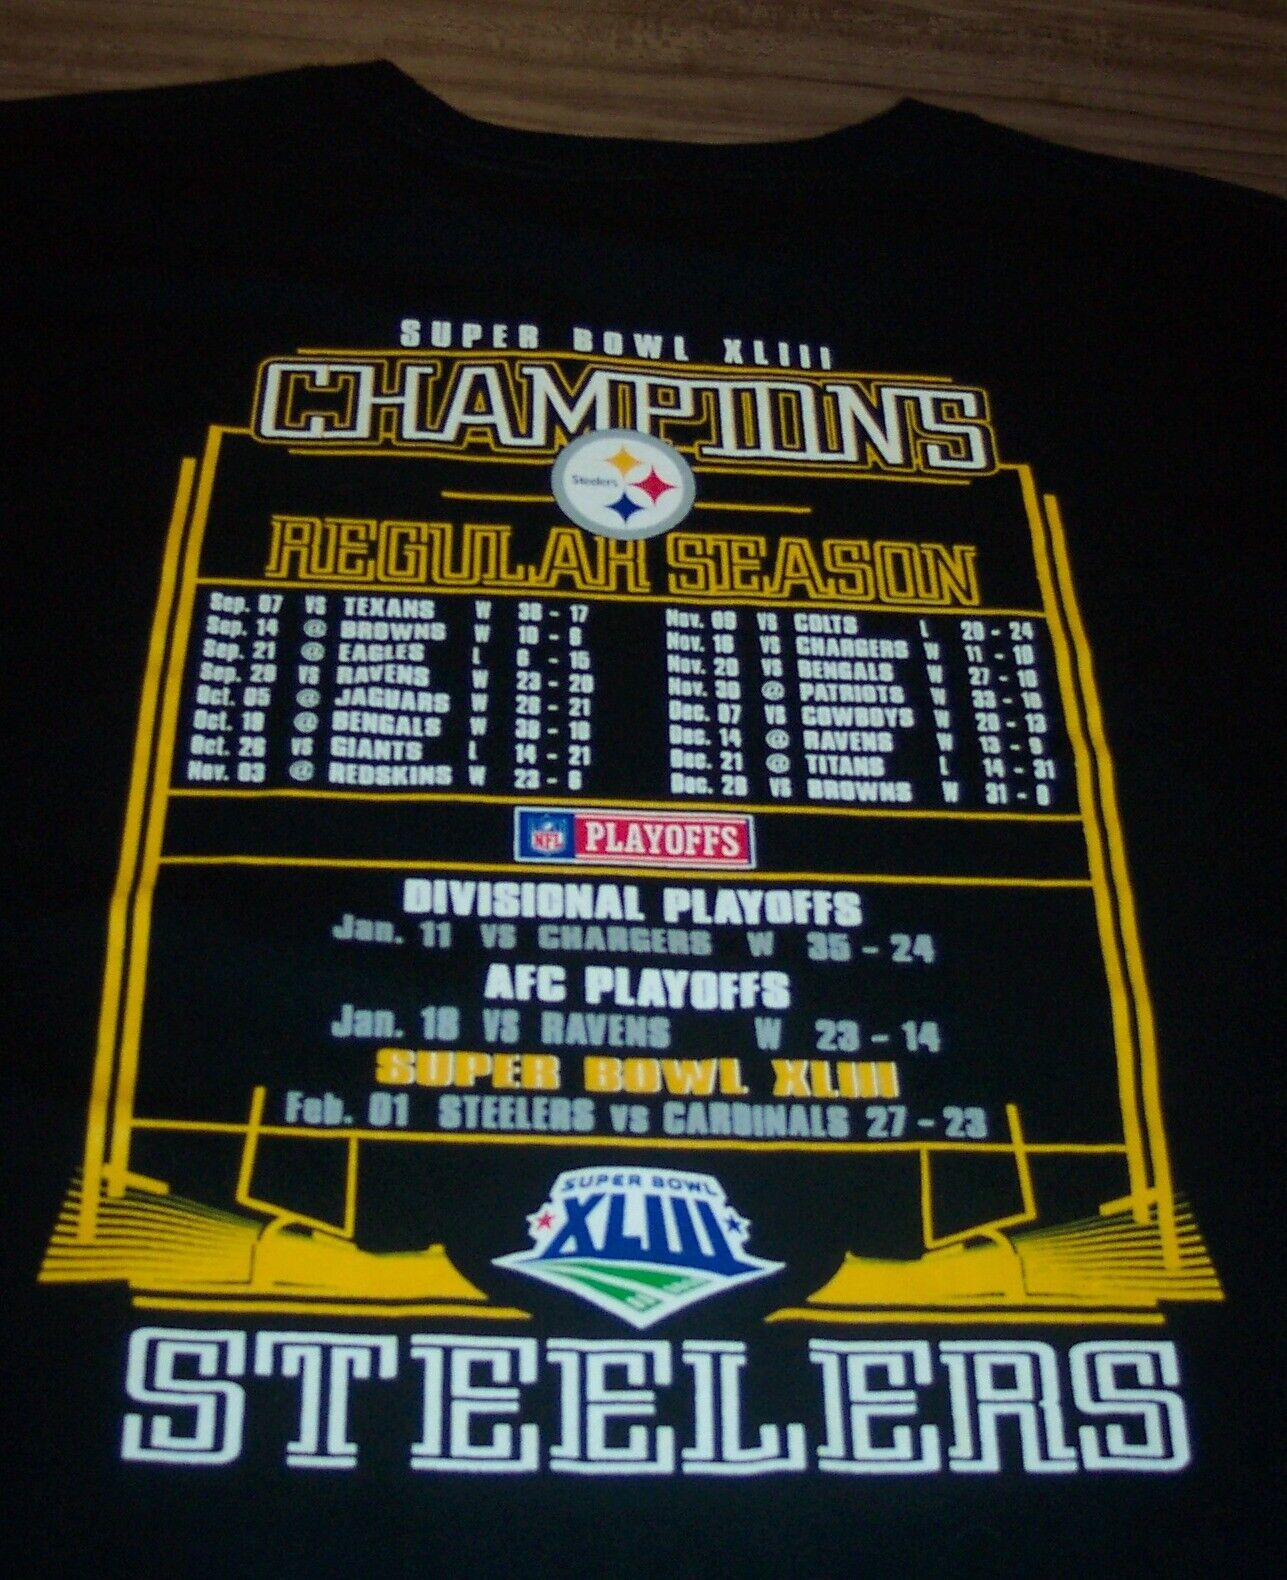 SUPER BOWL XLIII
CHAMPIONS
Steelers
REGULAR SEASON
Sep. 07 VS TEXANS W 38 - 17
Sep. 14 @ BROWNS W 10 - 6
Sep. 21 @ EAGLES L 6 - 15
Sep. 29 VS RAVENS W 23 - 20
Oct. 05 @ JAGUARS W 26 - 21
Oct. 19 @ BENGALS W 38 - 10
Oct. 26 VS GIANTS L 14 - 21
Nov. 03 @ REDSKINS W 23 - 6
Nov. 09 VS COLTS L 20 - 24
Nov. 16 VS CHARGERS W 11 - 10
Nov. 20 VS BENGALS W 27 - 10
Nov. 30 @ PATRIOTS W 33 - 10
Dec. 07 VS COWBOYS W 20 - 13
Dec. 14 @ RAVENS W 13 - 9
Dec. 21 @ TITANS L 14 - 31
Dec. 28 VS BROWNS W 31 - 0
NFL PLAYOFFS
DIVISIONAL PLAYOFFS
Jan. 11 VS CHARGERS W 35 - 24
AFC PLAYOFFS
Jan. 18 VS RAVENS W 23 - 14
SUPER BOWL XLIII
Feb. 01 STEELERS VS CARDINALS 27 - 23
SUPER BOWL
XLIII
STEELERS